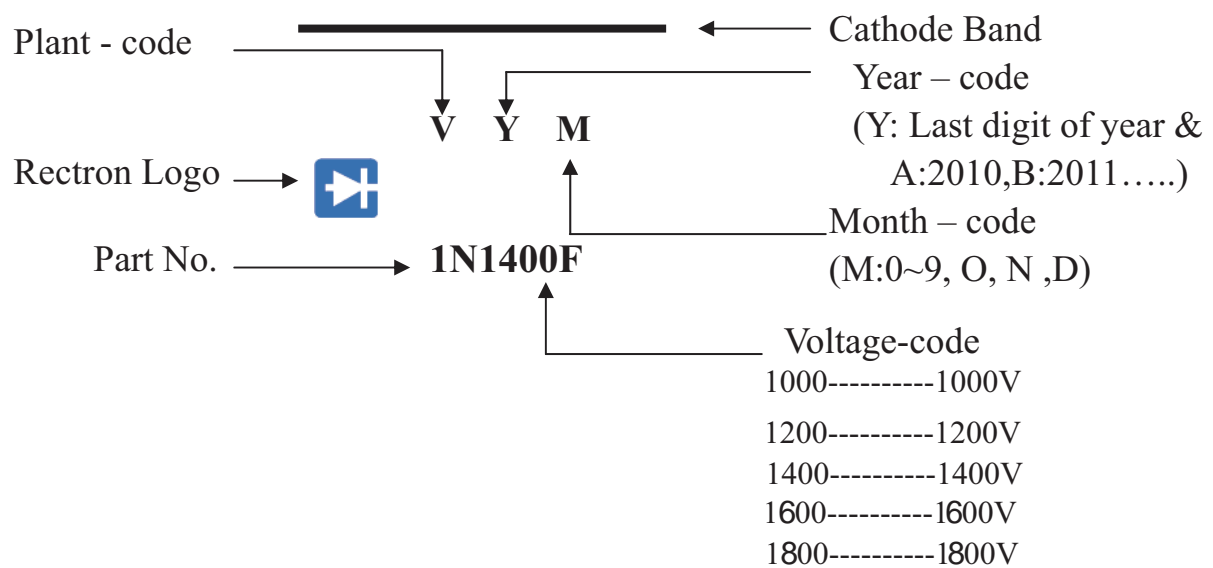 Cathode Band
Plant - code
Year – code
V Y M
(Y: Last digit of year &
A:2010,B:2011…..)
Rectron Logo
Month – code
Part No.
1N1400F
(M:0~9, O, N ,D)
Voltage-code
1000----------1000V
1200----------1200V
1400----------1400V
1600----------1600V
1800----------1800V